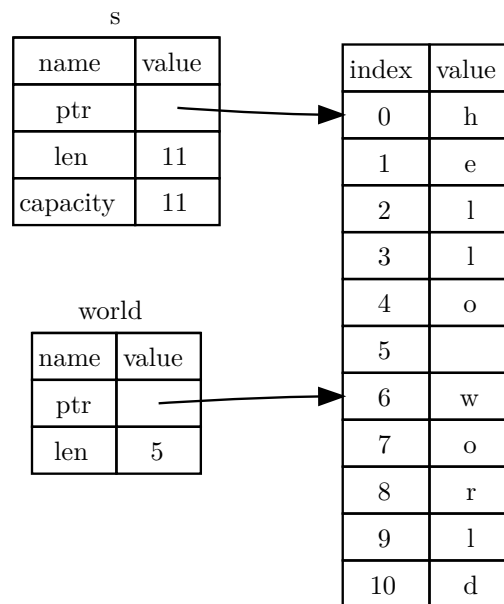 s
name value
ptr
len 11
capacity 11
world
name value
ptr
len 5
index value
0 h
1 e
2 l
3 l
4 o
5
6 w
7 o
8 r
9 l
10 d